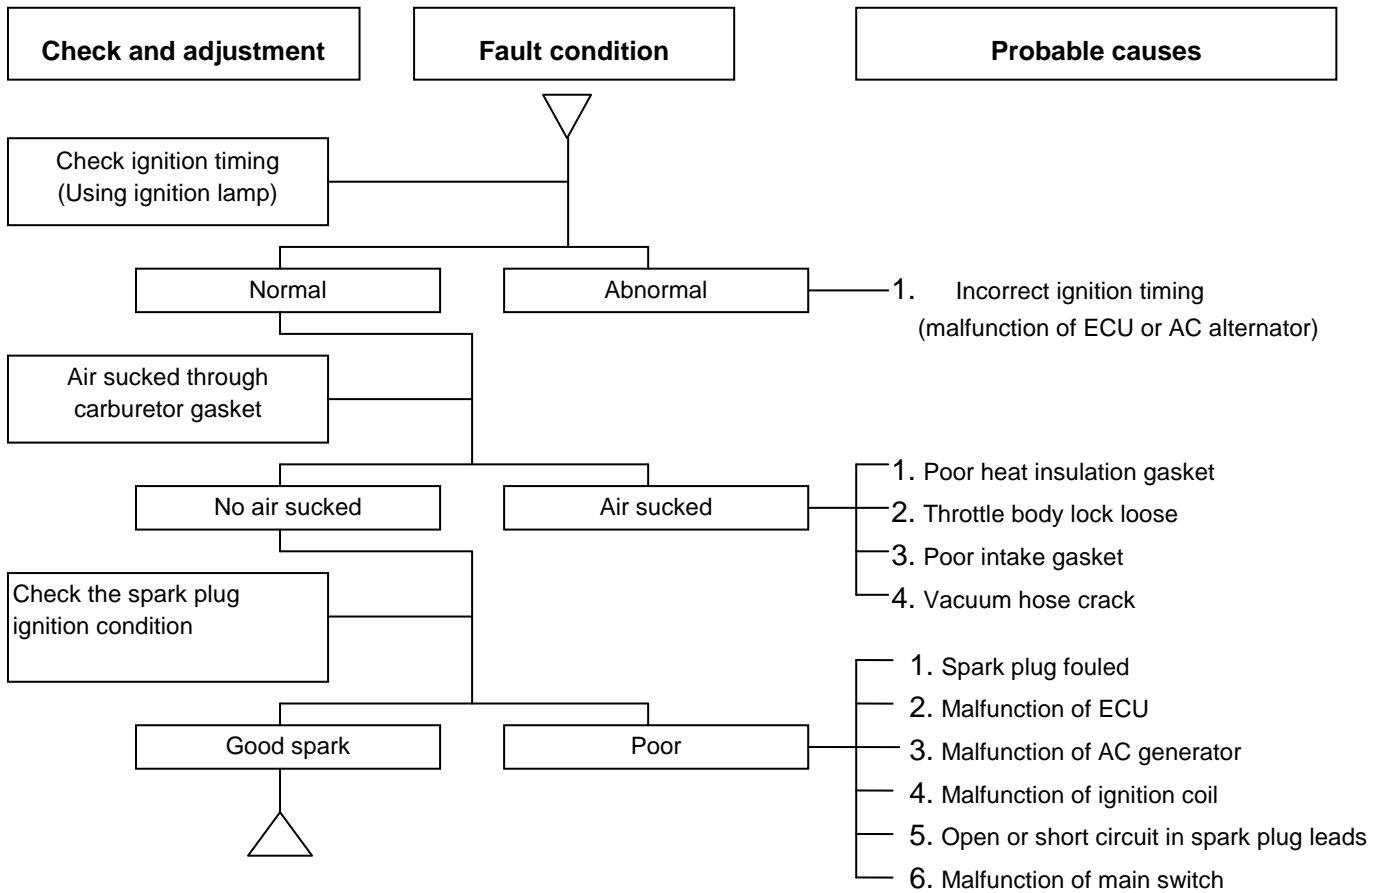 Check and adjustment
Fault condition
Probable causes
Check ignition timing
(Using ignition lamp)
Normal
Abnormal
1. Incorrect ignition timing
(malfunction of ECU or AC alternator)
Air sucked through
carburetor gasket
No air sucked
Air sucked
1. Poor heat insulation gasket
2. Throttle body lock loose
3. Poor intake gasket
4. Vacuum hose crack
Check the spark plug
ignition condition
Good spark
Poor
1. Spark plug fouled
2. Malfunction of ECU
3. Malfunction of AC generator
4. Malfunction of ignition coil
5. Open or short circuit in spark plug leads
6. Malfunction of main switch